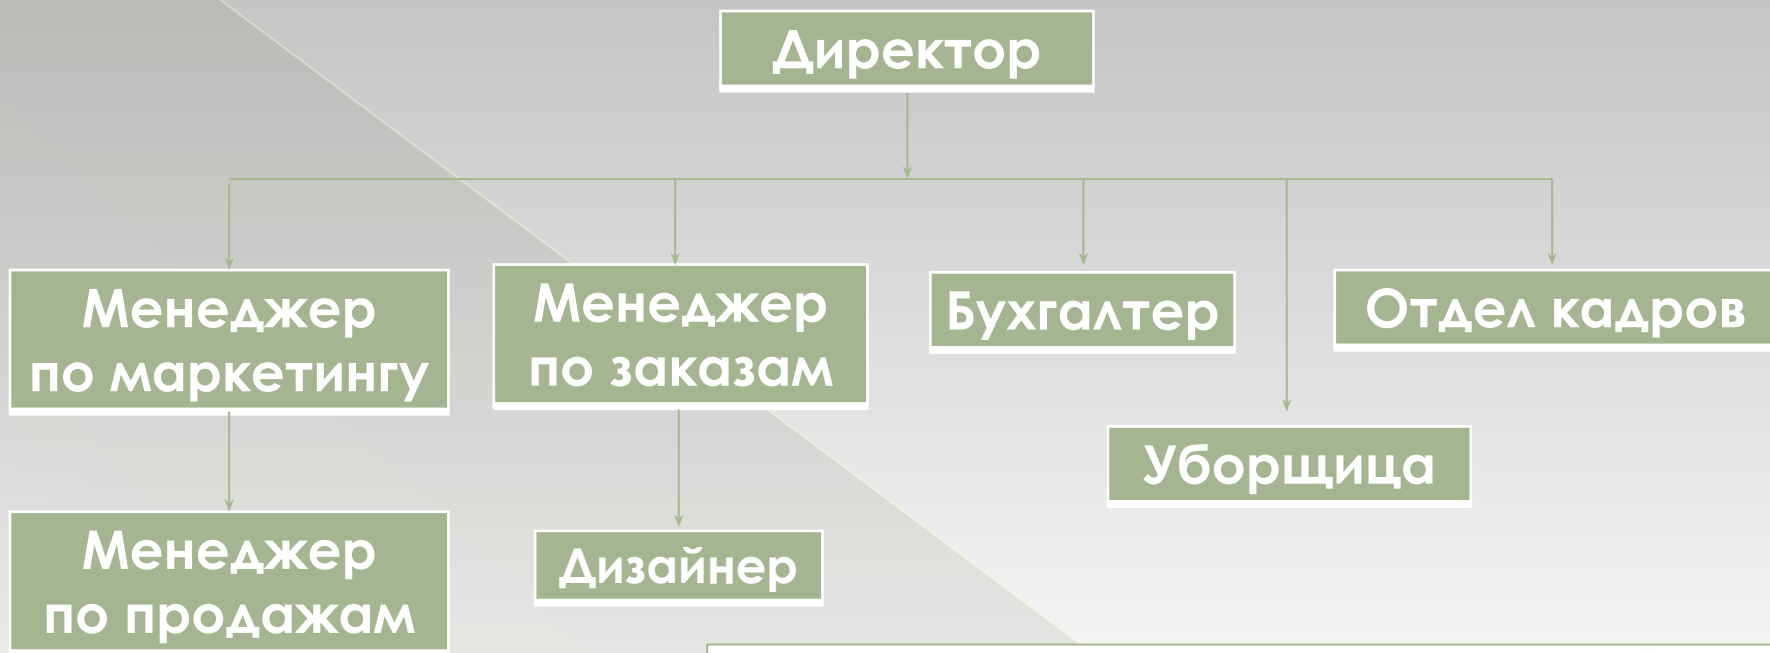 Директор
Менеджер
по маркетингу
Менеджер
по заказам
Бухгалтер
Отдел кадров
Уборщица
Менеджер
по продажам
Дизайнер